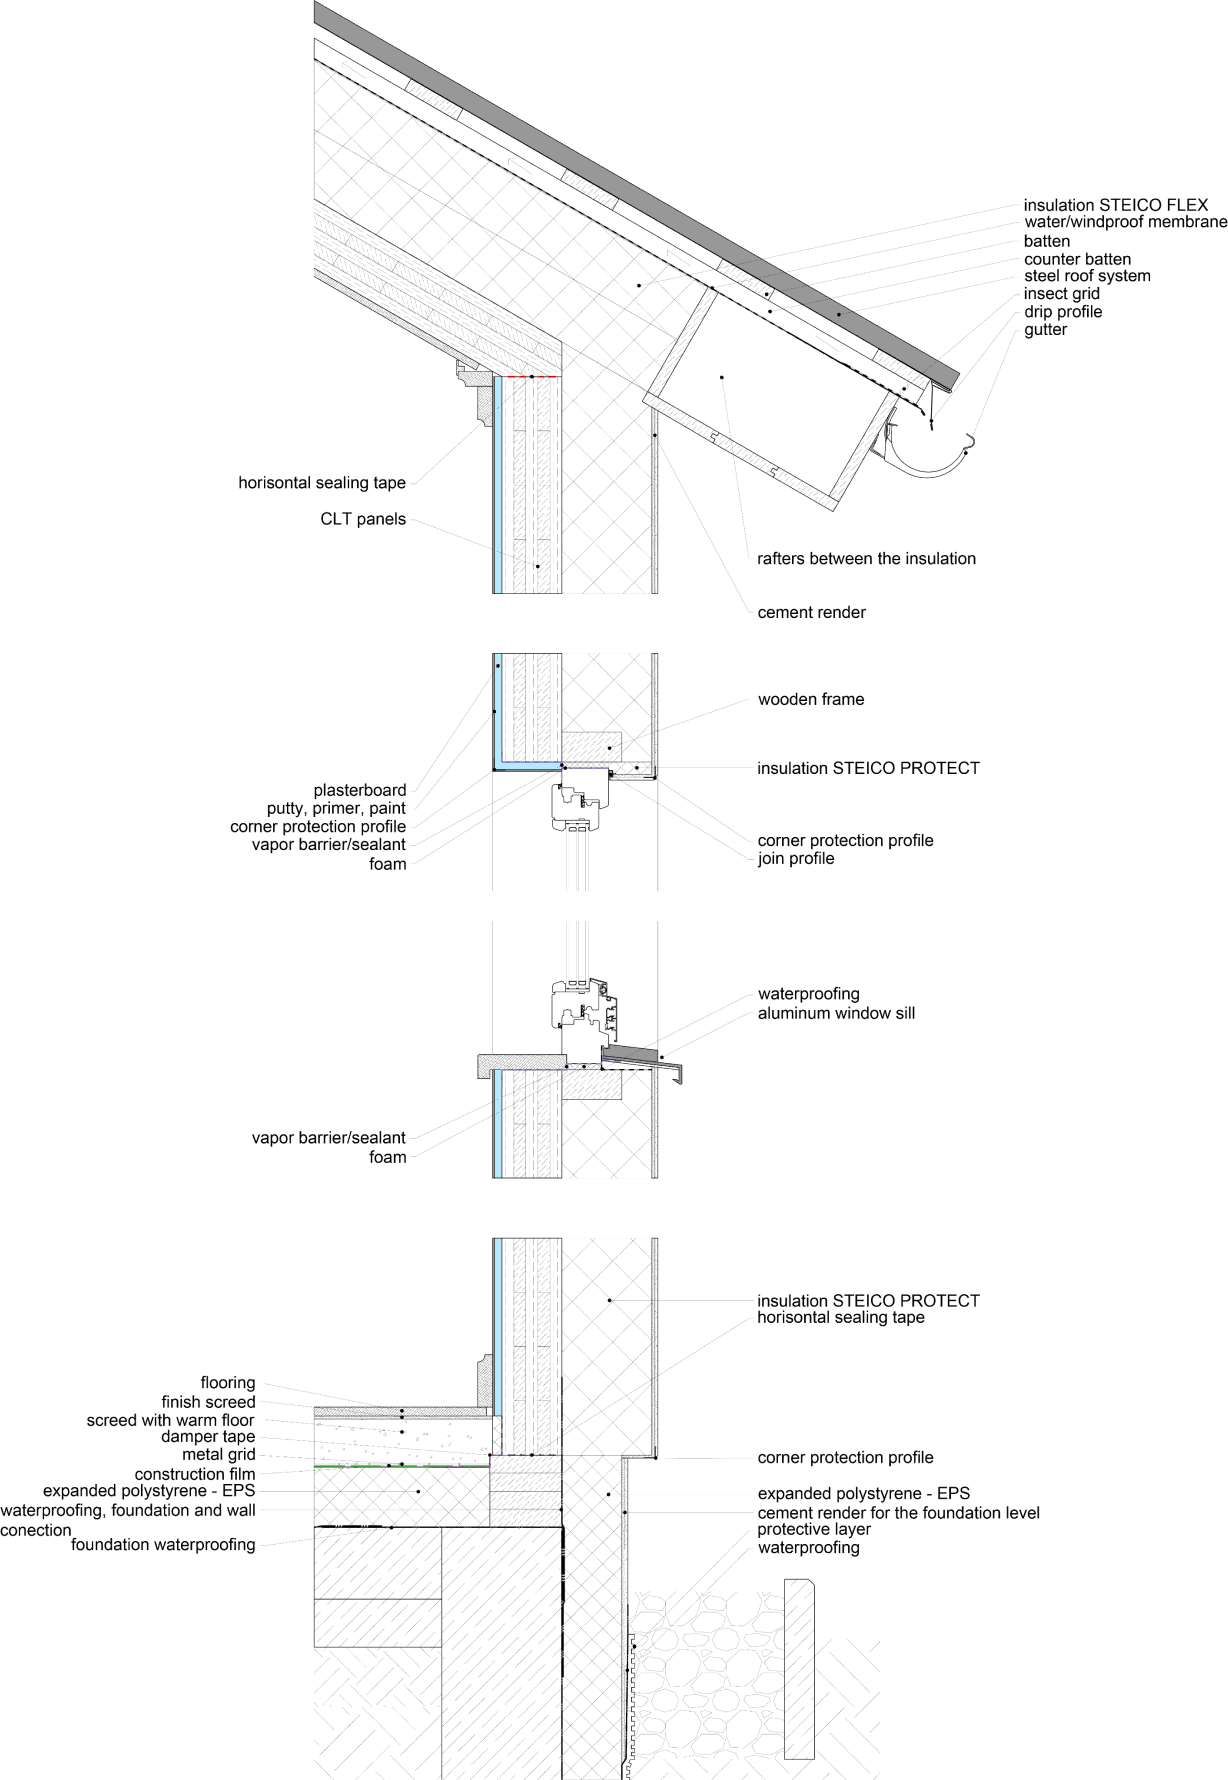 insulation STEICO FLEX
water/windproof membrane
batten
counter batten
steel roof system
insect grid
drip profile
gutter
horisontal sealing tape
CLT panels
rafters between the insulation
cement render
wooden frame
insulation STEICO PROTECT
plasterboard
putty, primer, paint
corner protection profile
vapor barrier/sealant
foam
corner protection profile
join profile
waterproofing
aluminum window sill
vapor barrier/sealant
foam
insulation STEICO PROTECT
horisontal sealing tape
flooring
finish screed
screed with warm floor
damper tape
metal grid
construction film
expanded polystyrene - EPS
waterproofing, foundation and wall
conection
foundation waterproofing
corner protection profile
expanded polystyrene - EPS
cement render for the foundation level
protective layer
waterproofing